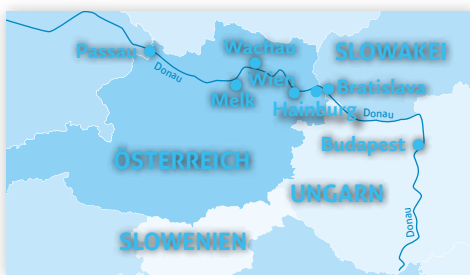 Passau
Wachau
SLOWAKEI
Donau
Wien
Melk
Bratislava
Hainburg
Donau
Budapest
ÖSTERREICH
UNGARN
Donau
SLOWENIEN